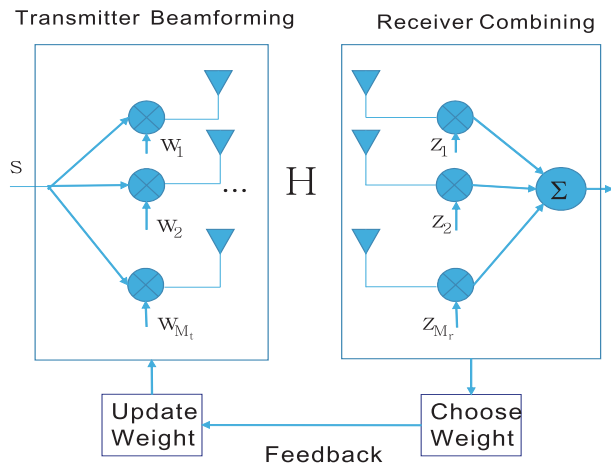 Transmitter Beamforming
Receiver Combining
S
w1
w2
wMt
...
H
z1
z2
zMr
Σ
Update
Weight
Choose
Weight
Feedback